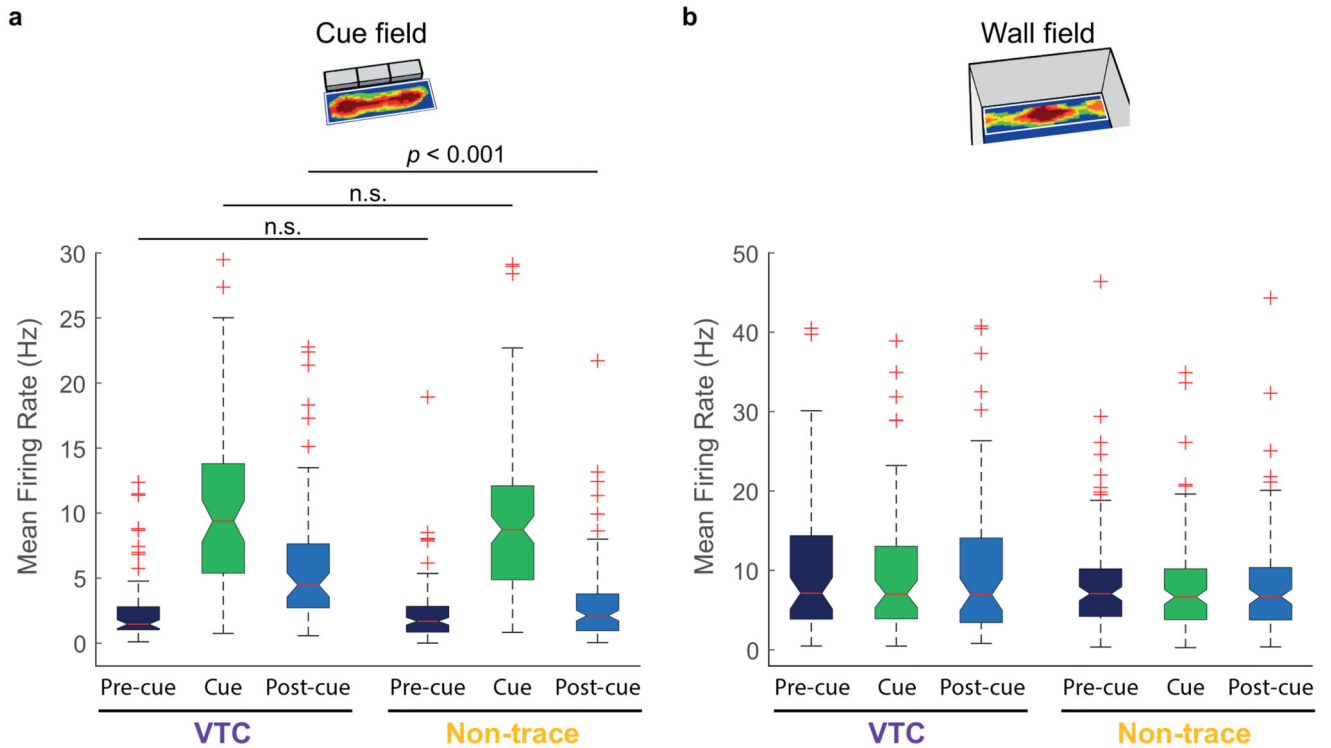 a
Cue field
p < 0.001
n.s.
n.s.
Mean Firing Rate (Hz)
30
25
20
15
10
5
0
Pre-cue Cue Post-cue Pre-cue Cue Post-cue
VTC Non-trace
b
Wall field
Mean Firing Rate (Hz)
50
40
30
20
10
0
Pre-cue Cue Post-cue Pre-cue Cue Post-cue
VTC Non-trace